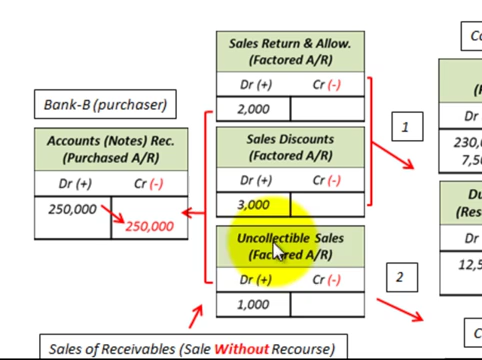 Sales Return & Allow.
(Factored A/R)
Dr (+) Cr (-)
2,000
Bank-B (purchaser)
Accounts (Notes) Rec.
(Purchased A/R)
Dr (+) Cr (-)
250,000
250,000
Sales Discounts
(Factored A/R)
Dr (+) Cr (-)
3,000
Uncollectible Sales
(Factored A/R)
Dr (+) Cr (-)
1,000
1
2
Dr
230,0
7,50
Du
(Res
Dr
12,5
Sales of Receivables (Sale Without Recourse)